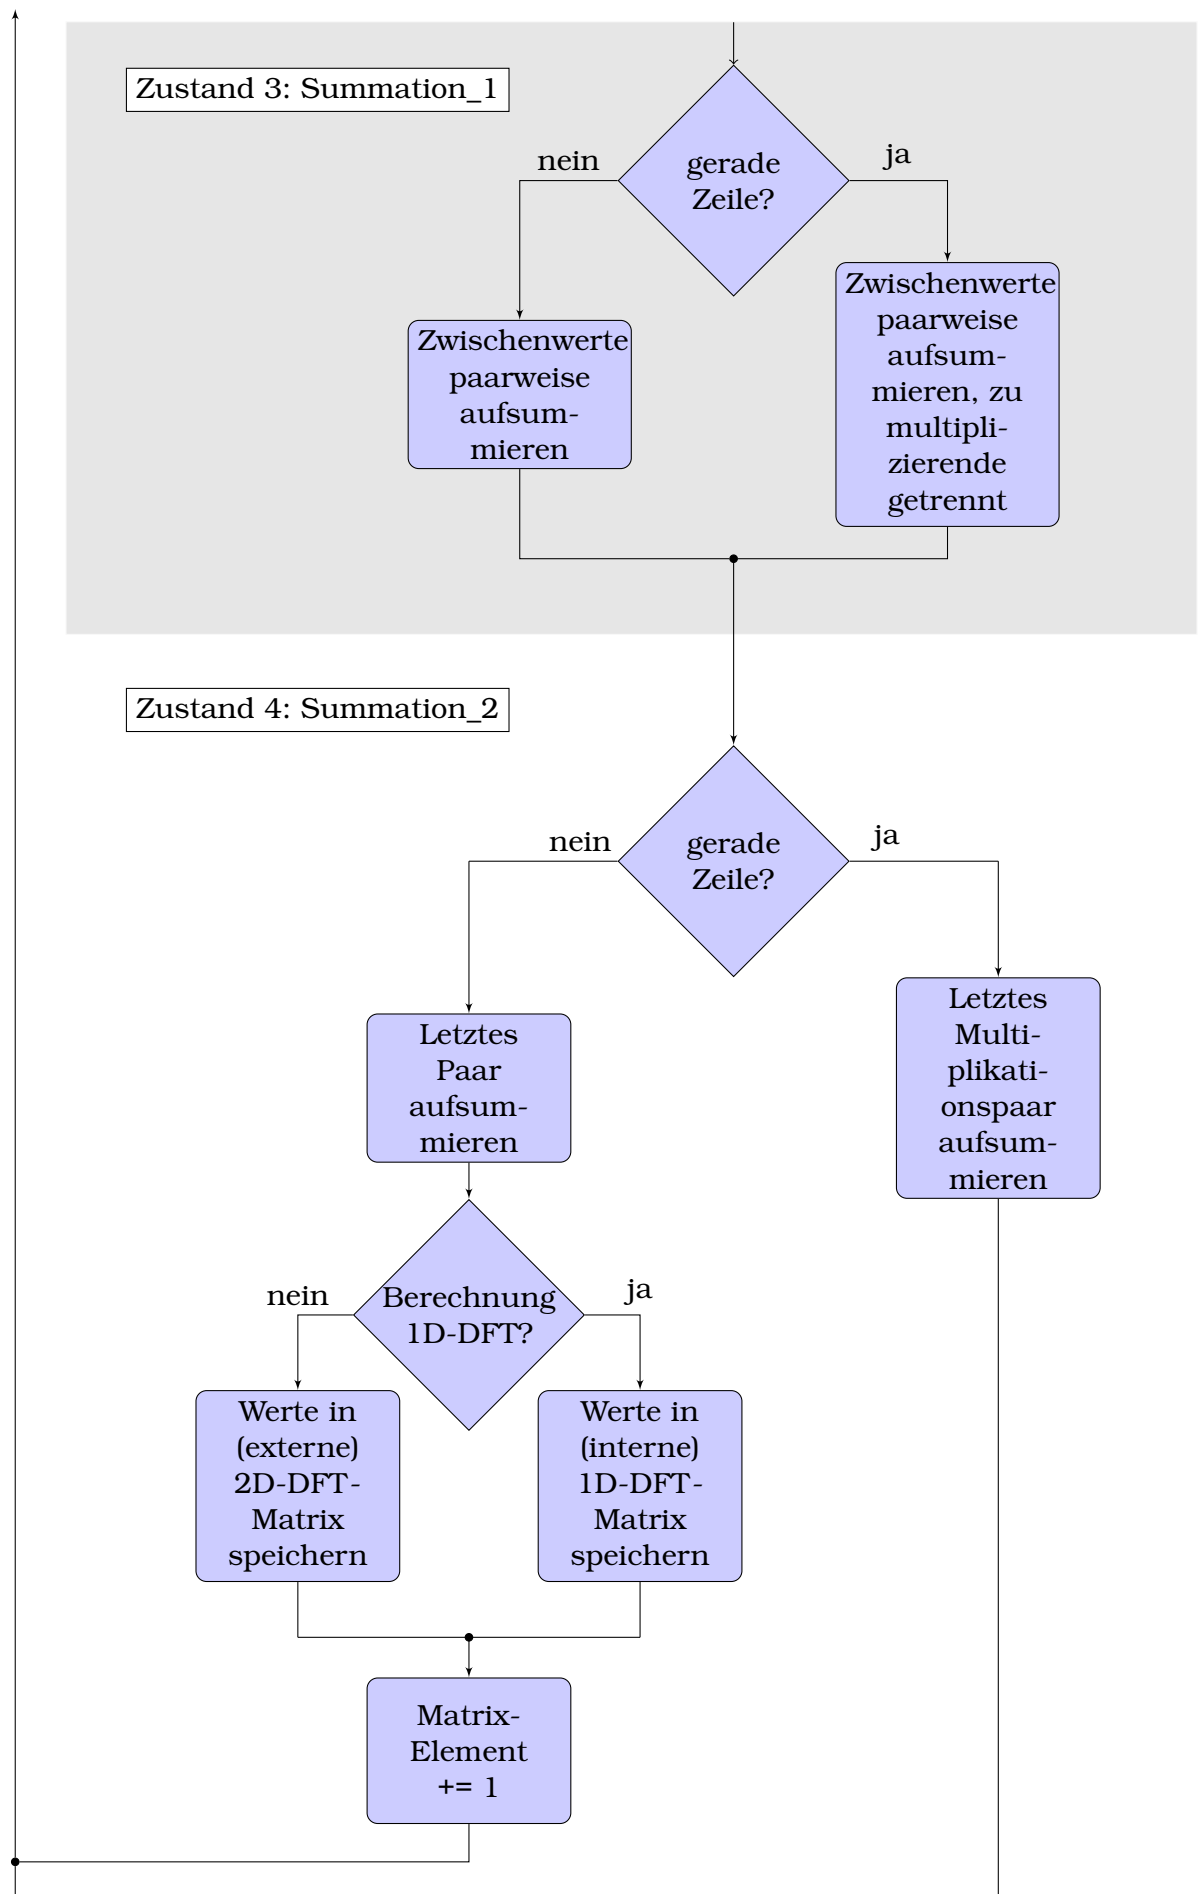 Zustand 3: Summation_1
nein
gerade
Zeile?
ja
Zwischenwerte
paarweise
aufsum-
mieren
Zwischenwerte
paarweise
aufsum-
mieren, zu
multipli-
zierende
getrennt
Zustand 4: Summation_2
nein
gerade
Zeile?
ja
Letztes
Paar
aufsum-
mieren
Letztes
Multi-
plikati-
onspaar
aufsum-
mieren
nein
Berechnung
1D-DFT?
ja
Werte in
(externe)
2D-DFT-
Matrix
speichern
Werte in
(interne)
1D-DFT-
Matrix
speichern
Matrix-
Element
+= 1